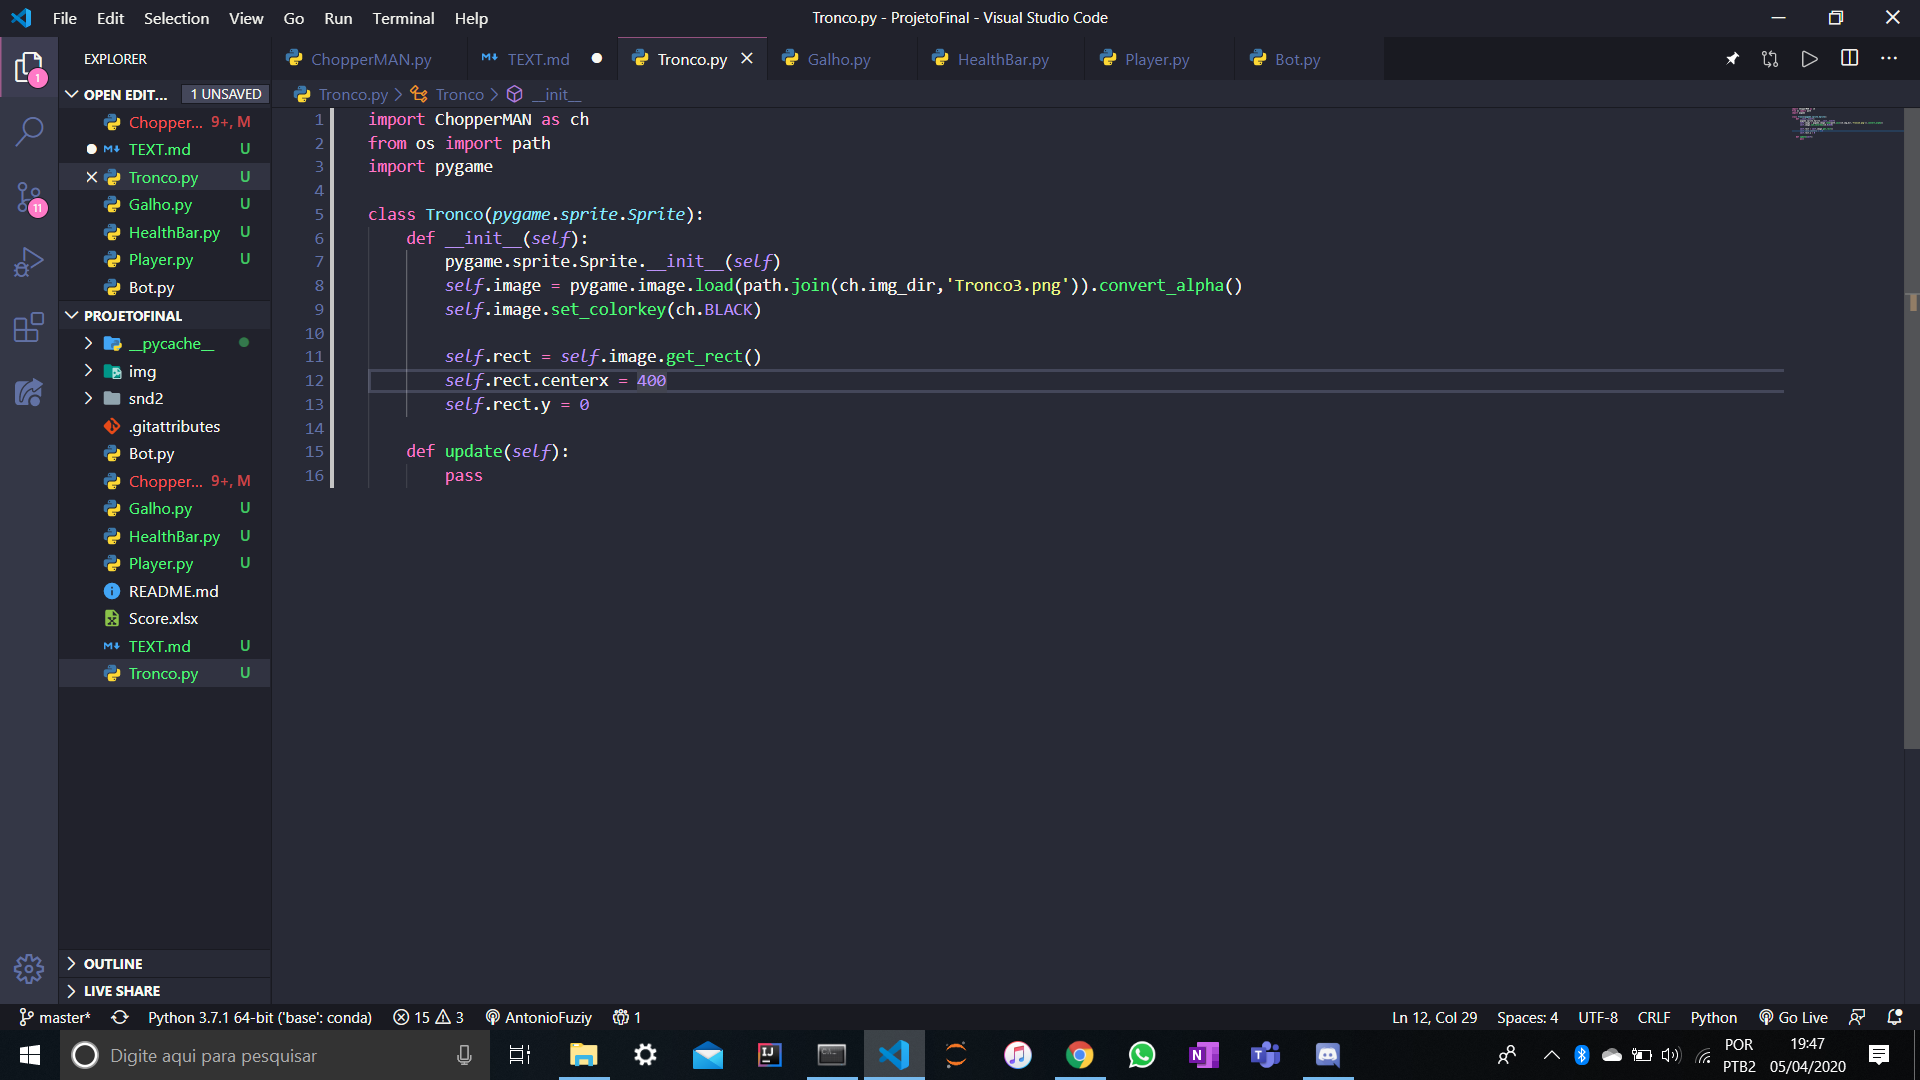 File Edit Selection View Go Run Terminal Help
Tronco.py - ProjetoFinal - Visual Studio Code
EXPLORER
ChopperMAN.py
TEXT.md
Tronco.py
Galho.py
HealthBar.py
Player.py
Bot.py
OPEN EDIT... 1 UNSAVED
Chopper... 9+, M
TEXT.md U
Tronco.py U
Galho.py U
HealthBar.py U
Player.py U
Bot.py
PROJETOFINAL
__pycache__
img
snd2
.gitattributes
Bot.py
Chopper... 9+, M
Galho.py U
HealthBar.py U
Player.py U
README.md
Score.xlsx
TEXT.md U
Tronco.py U
OUTLINE
LIVE SHARE
1
11
Tronco.py > Tronco > __init__
1 import ChopperMAN as ch
2 from os import path
3 import pygame
4
5 class Tronco(pygame.sprite.Sprite):
6 def __init__(self):
7 pygame.sprite.Sprite.__init__(self)
8 self.image = pygame.image.load(path.join(ch.img_dir,'Tronco3.png')).convert_alpha()
9 self.image.set_colorkey(ch.BLACK)
10
11 self.rect = self.image.get_rect()
12 self.rect.centerx = 400
13 self.rect.y = 0
14
15 def update(self):
16 pass
master* Python 3.7.1 64-bit ('base': conda) 15 3 AntonioFuziy 1
Ln 12, Col 29 Spaces: 4 UTF-8 CRLF Python Go Live
Digite aqui para pesquisar
POR
PTB2
19:47
05/04/2020